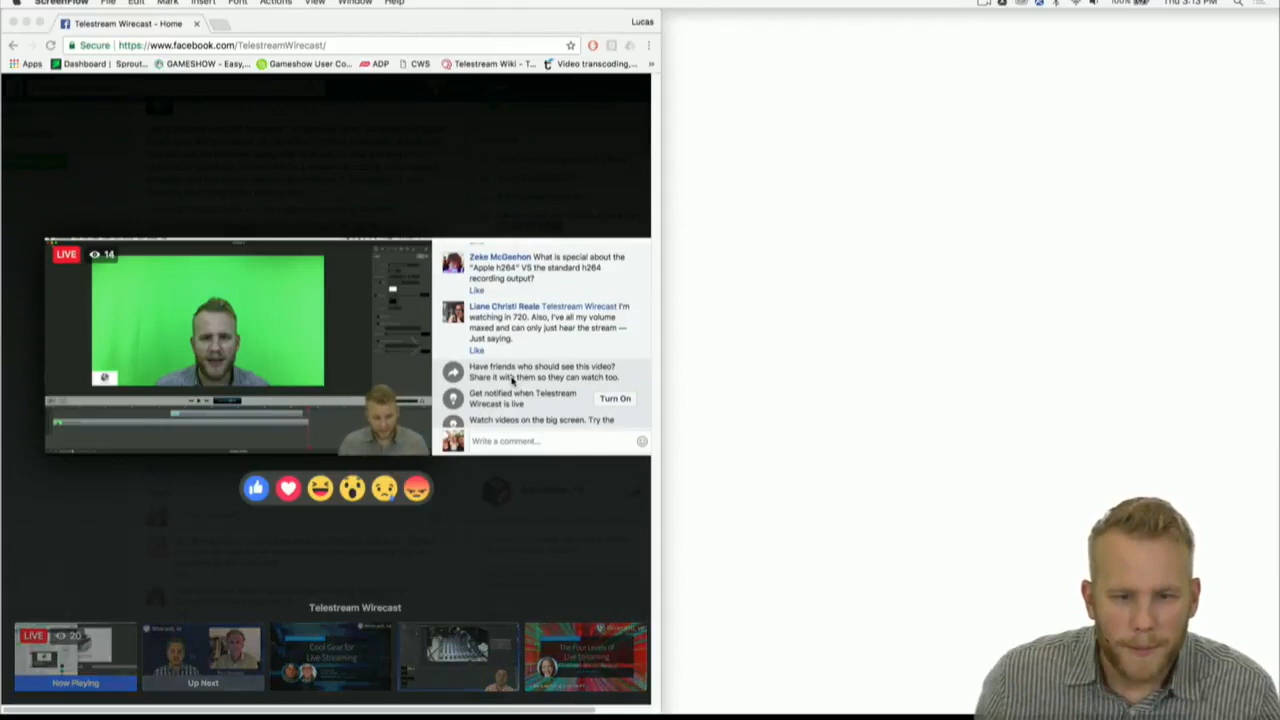 ScreenFlow File Edit Mark Insert Font Actions View Window Help
100% Thu 3:13 PM
Telestream Wirecast - Home
Lucas
Secure https://www.facebook.com/TelestreamWirecast/
Apps Dashboard | Sprout... GAMESHOW - Easy,... Gameshow User Co... ADP CWS Telestream Wiki - T... Video transcoding,... »
LIVE 14
Zeke McGeehon What is special about the
"Apple h264" VS the standard h264
recording output?
Like
Liane Christi Reale Telestream Wirecast I'm
watching in 720. Also, I've all my volume
maxed and can only just hear the stream —
Just saying.
Like
Have friends who should see this video?
Share it with them so they can watch too.
Get notified when Telestream
Wirecast is live
Turn On
Watch videos on the big screen. Try the
Write a comment...
Telestream Wirecast
LIVE 20
Now Playing
Up Next
Cool Gear for
Live Streaming
The Four Levels of
Live Streaming